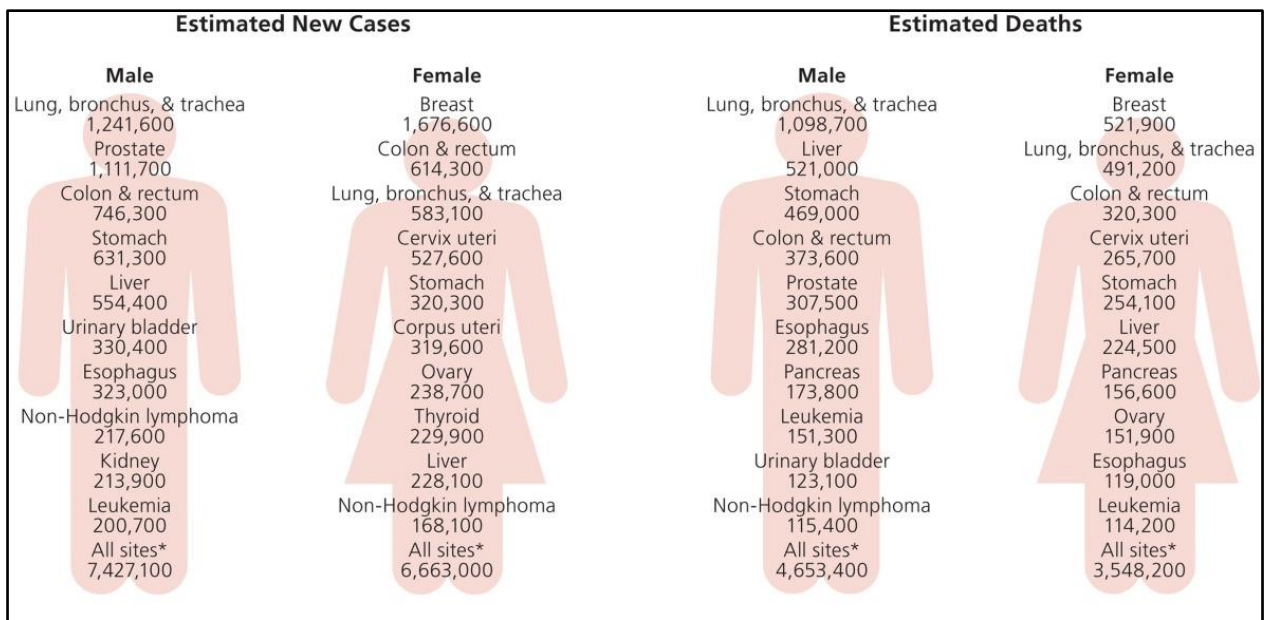 Estimated New Cases
Male
Lung, bronchus, & trachea
1,241,600
Prostate
1,111,700
Colon & rectum
746,300
Stomach
631,300
Liver
554,400
Urinary bladder
330,400
Esophagus
323,000
Non-Hodgkin lymphoma
217,600
Kidney
213,900
Leukemia
200,700
All sites*
7,427,100
Female
Breast
1,676,600
Colon & rectum
614,300
Lung, bronchus, & trachea
583,100
Cervix uteri
527,600
Stomach
320,300
Corpus uteri
319,600
Ovary
238,700
Thyroid
229,900
Liver
228,100
Non-Hodgkin lymphoma
168,100
All sites*
6,663,000
Estimated Deaths
Male
Lung, bronchus, & trachea
1,098,700
Liver
521,000
Stomach
469,000
Colon & rectum
373,600
Prostate
307,500
Esophagus
281,200
Pancreas
173,800
Leukemia
151,300
Urinary bladder
123,100
Non-Hodgkin lymphoma
115,400
All sites*
4,653,400
Female
Breast
521,900
Lung, bronchus, & trachea
491,200
Colon & rectum
320,300
Cervix uteri
265,700
Stomach
254,100
Liver
224,500
Pancreas
156,600
Ovary
151,900
Esophagus
119,000
Leukemia
114,200
All sites*
3,548,200